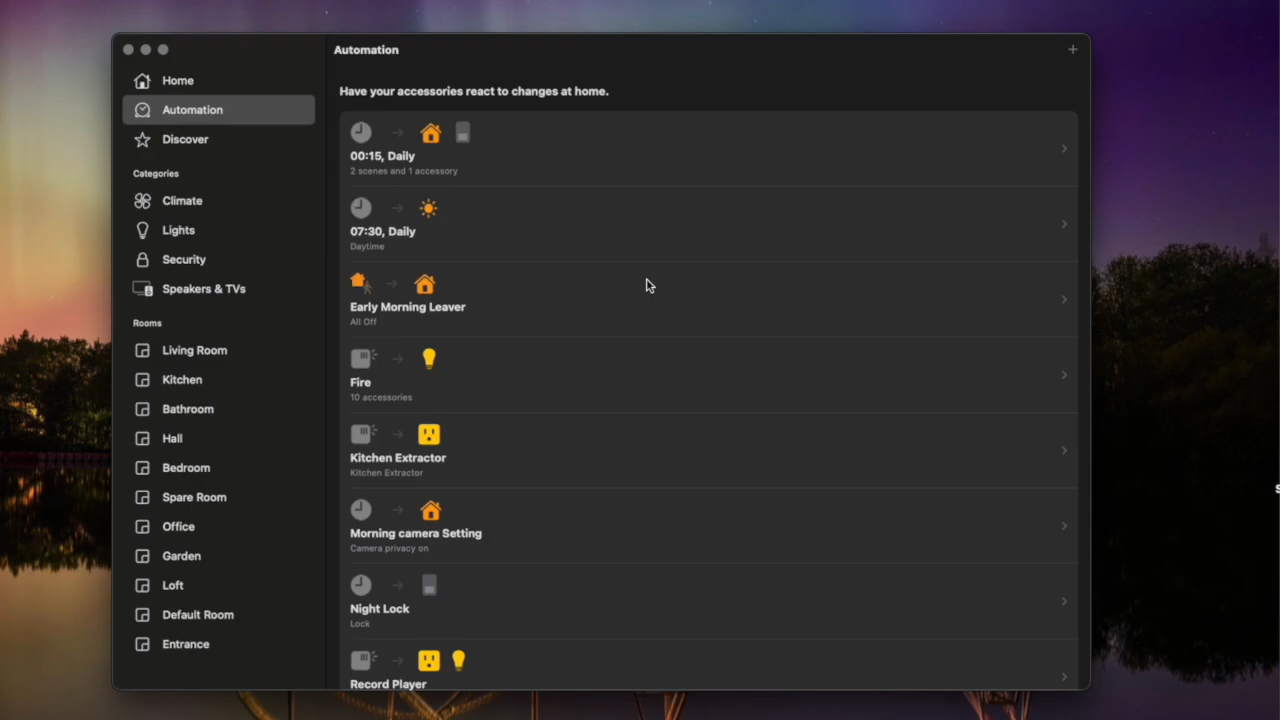 Home
Automation
Discover
Categories
Climate
Lights
Security
Speakers & TVs
Rooms
Living Room
Kitchen
Bathroom
Hall
Bedroom
Spare Room
Office
Garden
Loft
Default Room
Entrance
Automation
Have your accessories react to changes at home.
00:15, Daily
2 scenes and 1 accessory
07:30, Daily
Daytime
Early Morning Leaver
All Off
Fire
10 accessories
Kitchen Extractor
Kitchen Extractor
Morning camera Setting
Camera privacy on
Night Lock
Lock
Record Player